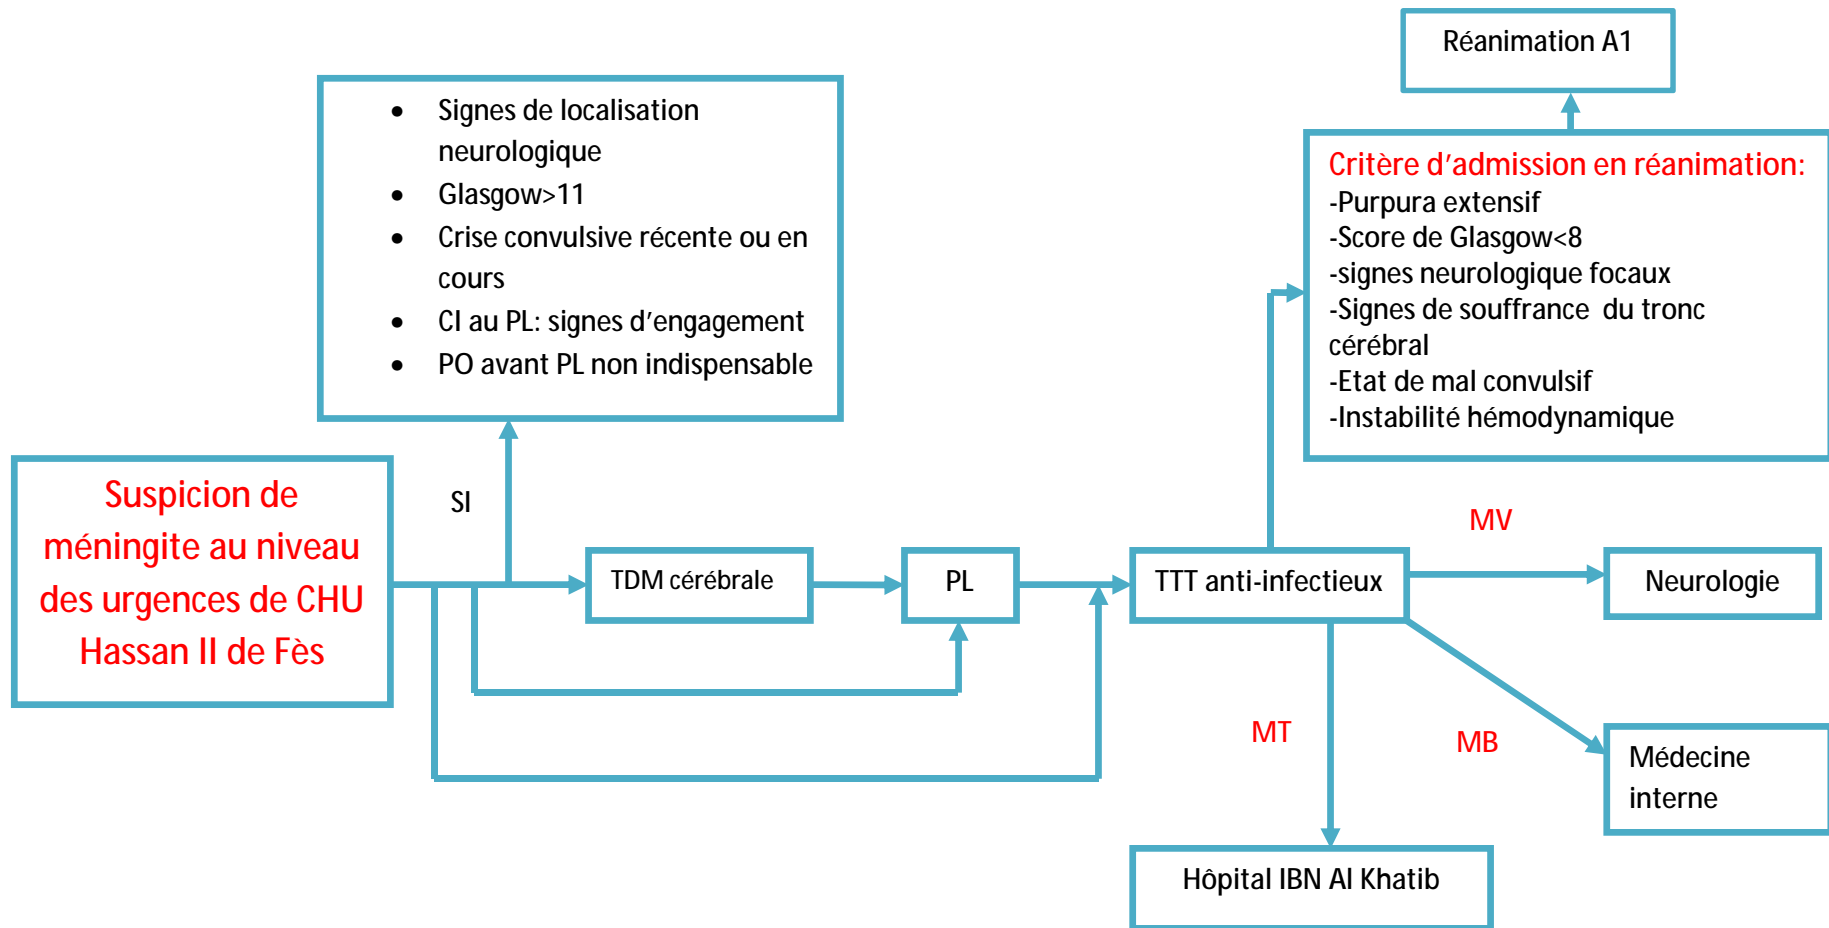 Réanimation A1
• Signes de localisation
neurologique
• Glasgow>11
• Crise convulsive récente ou en
cours
• CI au PL: signes d'engagement
• PO avant PL non indispensable
Critère d'admission en réanimation:
-Purpura extensif
-Score de Glasgow<8
-signes neurologique focaux
-Signes de souffrance du tronc
cérébral
-Etat de mal convulsif
-Instabilité hémodynamique
Suspicion de
méningite au niveau
des urgences de CHU
Hassan II de Fès
SI
TDM cérébrale
PL
TTT anti-infectieux
MV
Neurologie
MT
MB
Médecine
interne
Hôpital IBN Al Khatib